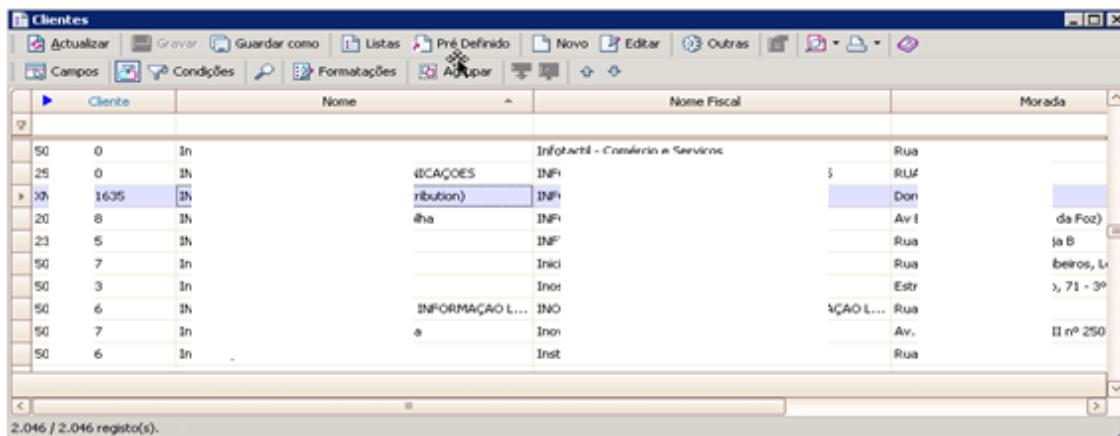 Clientes
Actualizar Gravar Guardar como Listas Pré Definido Novo Editar Outras
Campos Condições Formatações Agrupar
Cliente Nome Nome Fiscal Morada
50 0 In Infotactil - Comércio e Serviços Rua
25 0 IN NICAÇOES INF S RUA
1635 IN ribution) INF Don
20 8 IN lha INF Av E da Foz)
23 5 IN INF Rua ja B
50 7 In Inici Rua beiros, L
50 3 In Inos Estr o, 71 - 3º
50 6 IN INFORMAÇAO L... INO AÇAO L... Rua
50 7 In a Inov Av. II nº 250
50 6 In Inst Rua
2.046 / 2.046 registo(s).